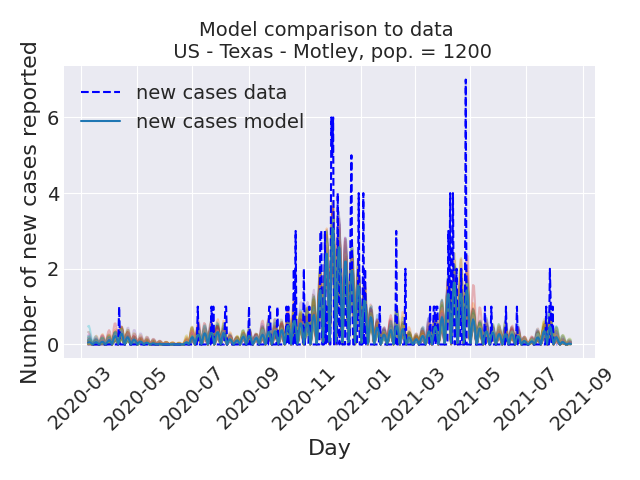 Model comparison to data
US - Texas - Motley, pop. = 1200
Number of new cases reported
new cases data
new cases model
6
4
2
0
2020-03
2020-05
2020-07
2020-09
2020-11
2021-01
2021-03
2021-05
2021-07
2021-09
Day